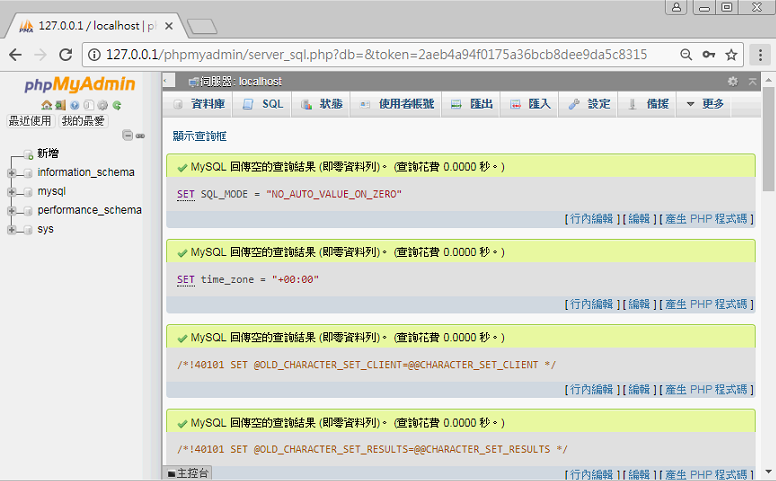 127.0.0.1 / localhost | ph
127.0.0.1/phpmyadmin/server_sql.php?db=&token=2aeb4a94f0175a36bcb8dee9da5c8315
phpMyAdmin
最近使用 我的最愛
新增
information_schema
mysql
performance_schema
sys
伺服器: localhost
資料庫 SQL 狀態 使用者帳號 匯出 匯入 設定 備援 更多
顯示查詢框
MySQL 回傳空的查詢結果 (即零資料列)。 (查詢花費 0.0000 秒。)
SET SQL_MODE = "NO_AUTO_VALUE_ON_ZERO"
[ 行內編輯 ] [ 編輯 ] [ 產生 PHP 程式碼 ]
MySQL 回傳空的查詢結果 (即零資料列)。 (查詢花費 0.0000 秒。)
SET time_zone = "+00:00"
[ 行內編輯 ] [ 編輯 ] [ 產生 PHP 程式碼 ]
MySQL 回傳空的查詢結果 (即零資料列)。 (查詢花費 0.0000 秒。)
/*!40101 SET @OLD_CHARACTER_SET_CLIENT=@@CHARACTER_SET_CLIENT */
[ 行內編輯 ] [ 編輯 ] [ 產生 PHP 程式碼 ]
MySQL 回傳空的查詢結果 (即零資料列)。 (查詢花費 0.0000 秒。)
/*!40101 SET @OLD_CHARACTER_SET_RESULTS=@@CHARACTER_SET_RESULTS */
[ 行內編輯 ] [ 編輯 ] [ 產生 PHP 程式碼 ]
主控台